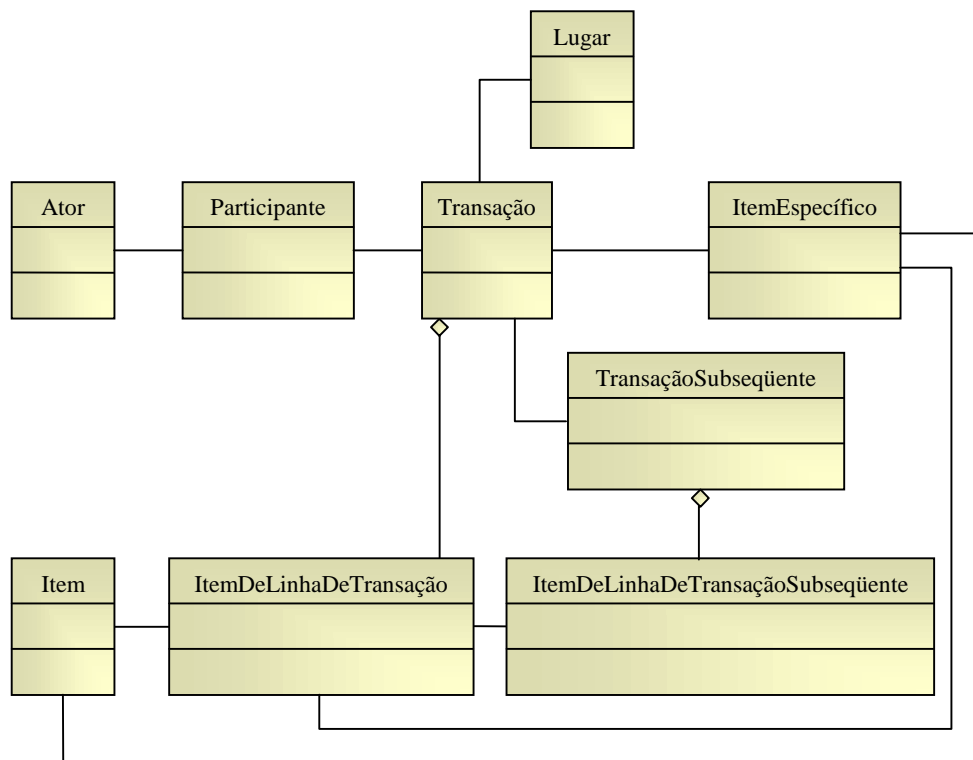 Lugar
Ator
Participante
Transação
ItemEspecífico
TransaçãoSubseqüente
Item
ItemDeLinhaDeTransação
ItemDeLinhaDeTransaçãoSubseqüente